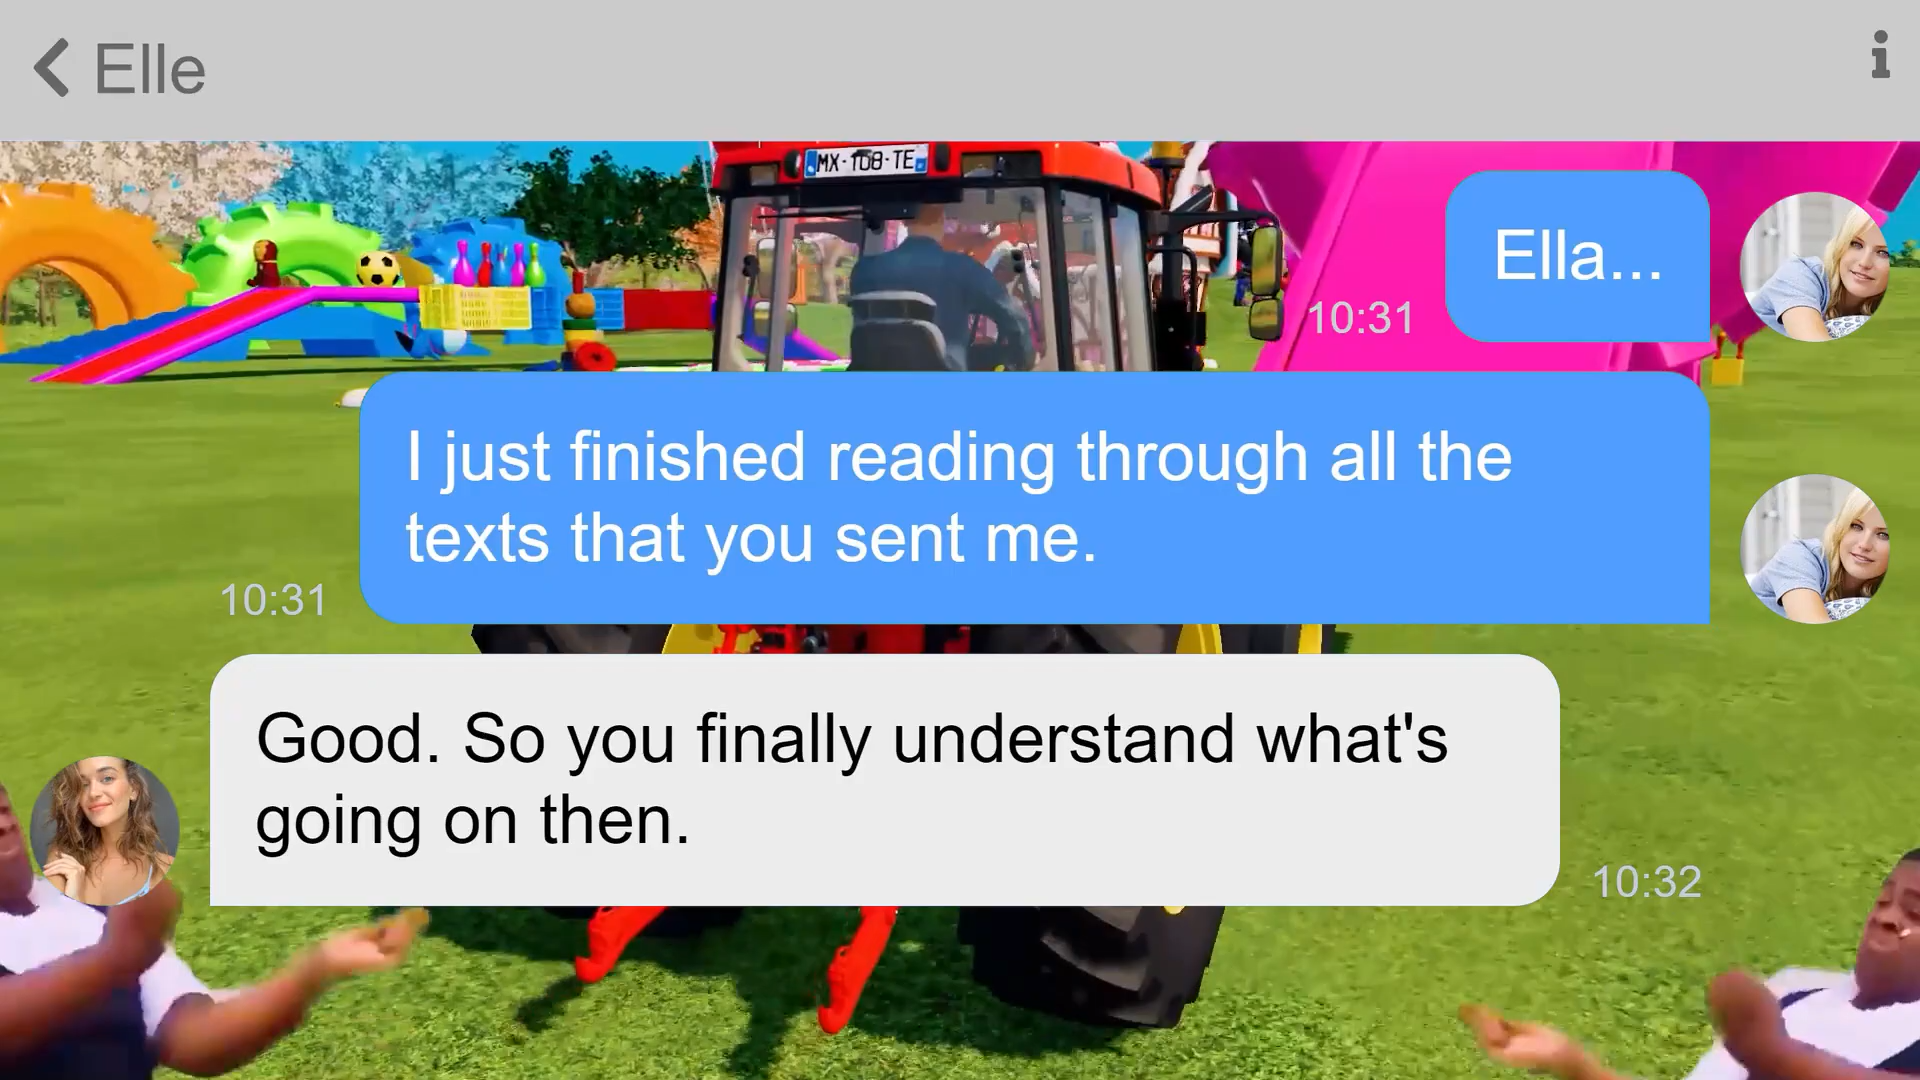 Elle
MX-108-TE
Ella...
10:31
I just finished reading through all the
texts that you sent me.
10:31
Good. So you finally understand what's
going on then.
10:32